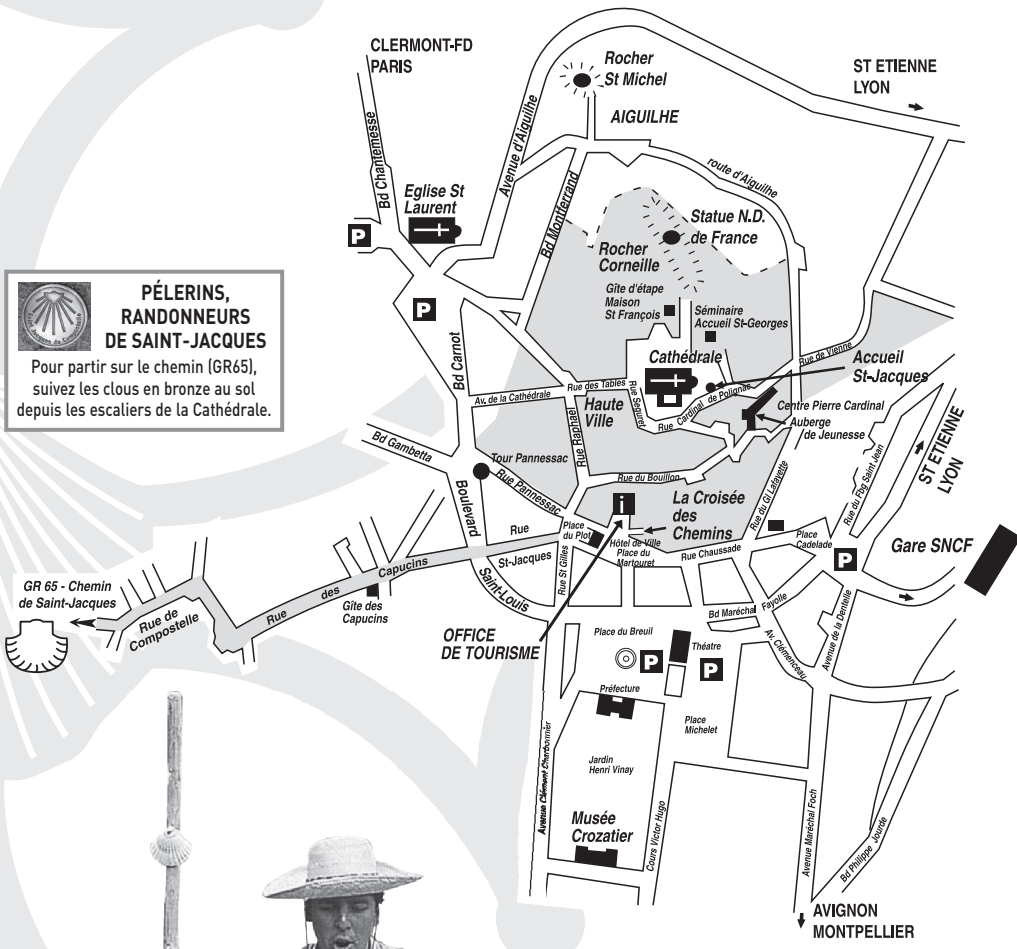 CLERMONT-FD
PARIS
Rocher
St Michel
ST ETIENNE
LYON
AIGUILHE
Bd Chantemesse
Avenue d'Aiguilhe
route d'Aiguilhe
Eglise St
Laurent
Bd Montferrand
P
Statue N.D.
de France
Rocher
Corneille
PÉLERINS,
RANDONNEURS
DE SAINT-JACQUES
Pour partir sur le chemin (GR65),
suivez les clous en bronze au sol
depuis les escaliers de la Cathédrale.
Gîte d'étape
Maison
St François
Séminaire
Accueil St-Georges
P
Bd Carnot
Cathédrale
Rue de Vienne
Accueil
St-Jacques
Rue des Tables
Av. de la Cathédrale
Rue Seguret
Rue Cardinal de Polignac
Haute
Ville
Centre Pierre Cardinal
Auberge
de Jeunesse
Rue Raphael
Bd Gambetta
Tour Pannessac
Rue du Bouillon
Rue Pannessac
ST ETIENNE
LYON
Rue du Fbg Saint Jean
Rue du Gl Lafayette
i
La Croisée
des
Chemins
Boulevard
Saint-Louis
Rue
St-Jacques
Place
du Plot
Hôtel de Ville
Place du
Martouret
Rue Chaussade
Place
Cadelade
P
Gare SNCF
Rue St Gilles
Rue des Capucins
Gîte des
Capucins
GR 65 - Chemin
de Saint-Jacques
Rue de
Compostelle
Bd Maréchal Fayolle
OFFICE
DE TOURISME
Place du Breuil
P
Théatre
P
Av. Clémenceau
Avenue de la Dentelle
Préfecture
Place
Michelet
Jardin
Henri Vinay
Avenue Clément Charbonnier
Musée
Crozatier
Cours Victor Hugo
Avenue Maréchal Foch
Bd Philippe Jourde
AVIGNON
MONTPELLIER